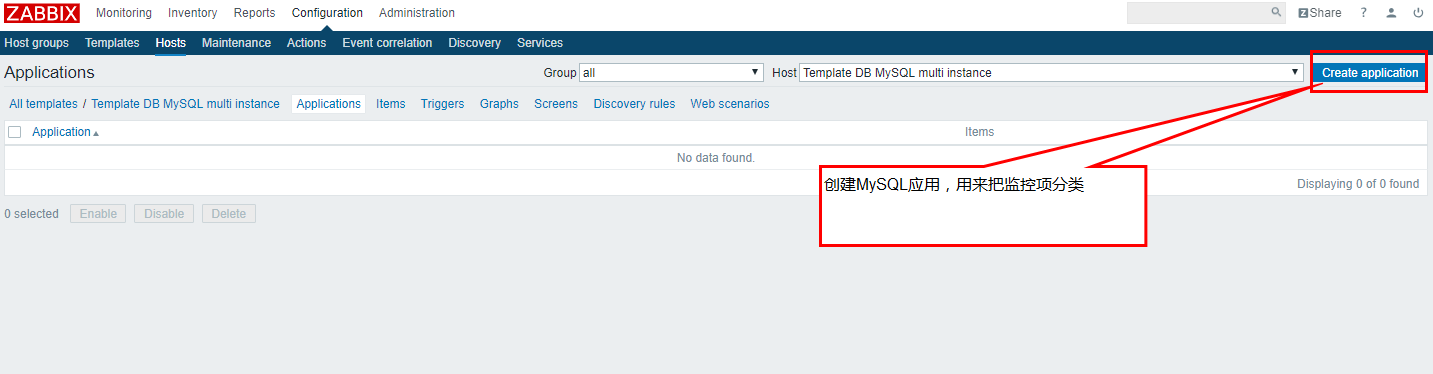 ZABBIX Monitoring Inventory Reports Configuration Administration Z Share ?
Host groups Templates Hosts Maintenance Actions Event correlation Discovery Services
Applications Group all Host Template DB MySQL multi instance Create application
All templates / Template DB MySQL multi instance Applications Items Triggers Graphs Screens Discovery rules Web scenarios
Application Items
No data found.
创建MySQL应用，用来把监控项分类
Displaying 0 of 0 found
0 selected Enable Disable Delete